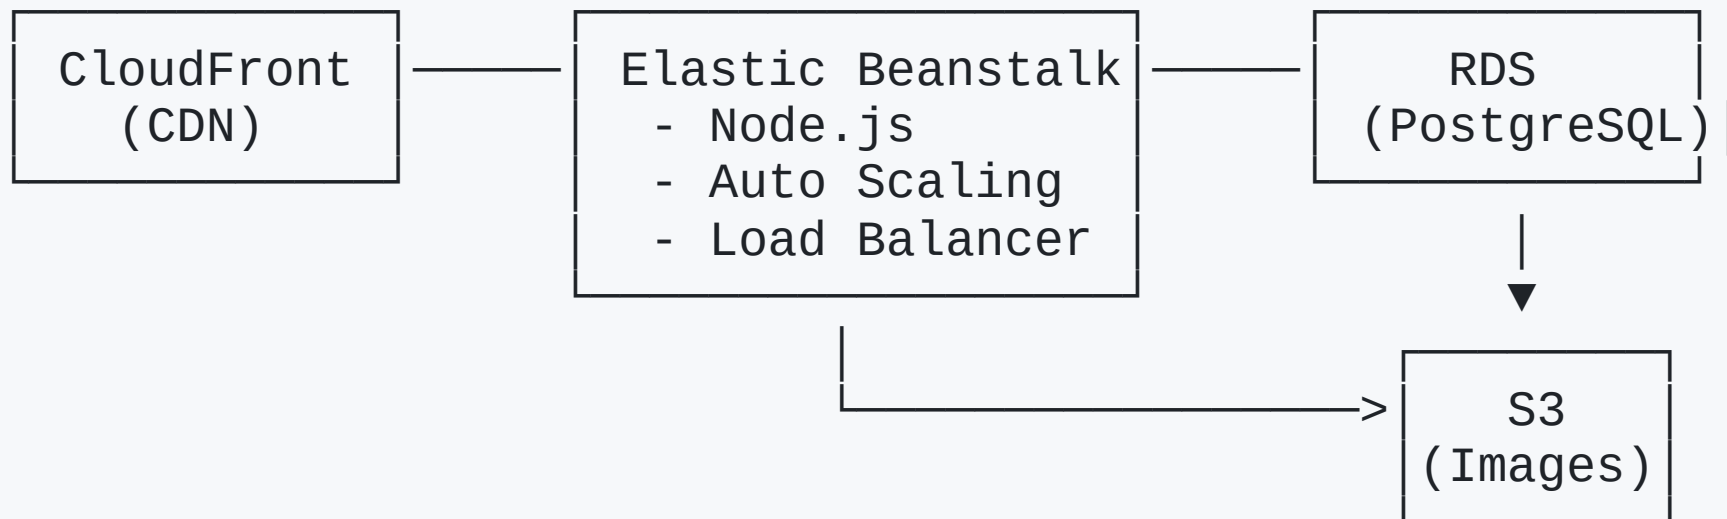 CloudFront
(CDN)
Elastic Beanstalk
- Node.js
- Auto Scaling
- Load Balancer
RDS
(PostgreSQL)
S3
(Images)